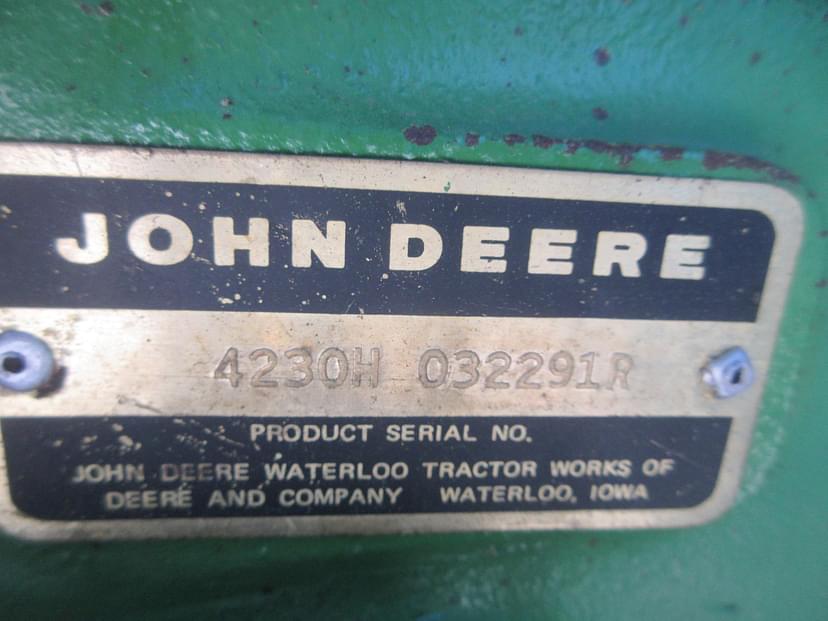 JOHN DEERE
4230H 032291R
PRODUCT SERIAL NO.
JOHN DEERE WATERLOO TRACTOR WORKS OF
DEERE AND COMPANY WATERLOO, IOWA